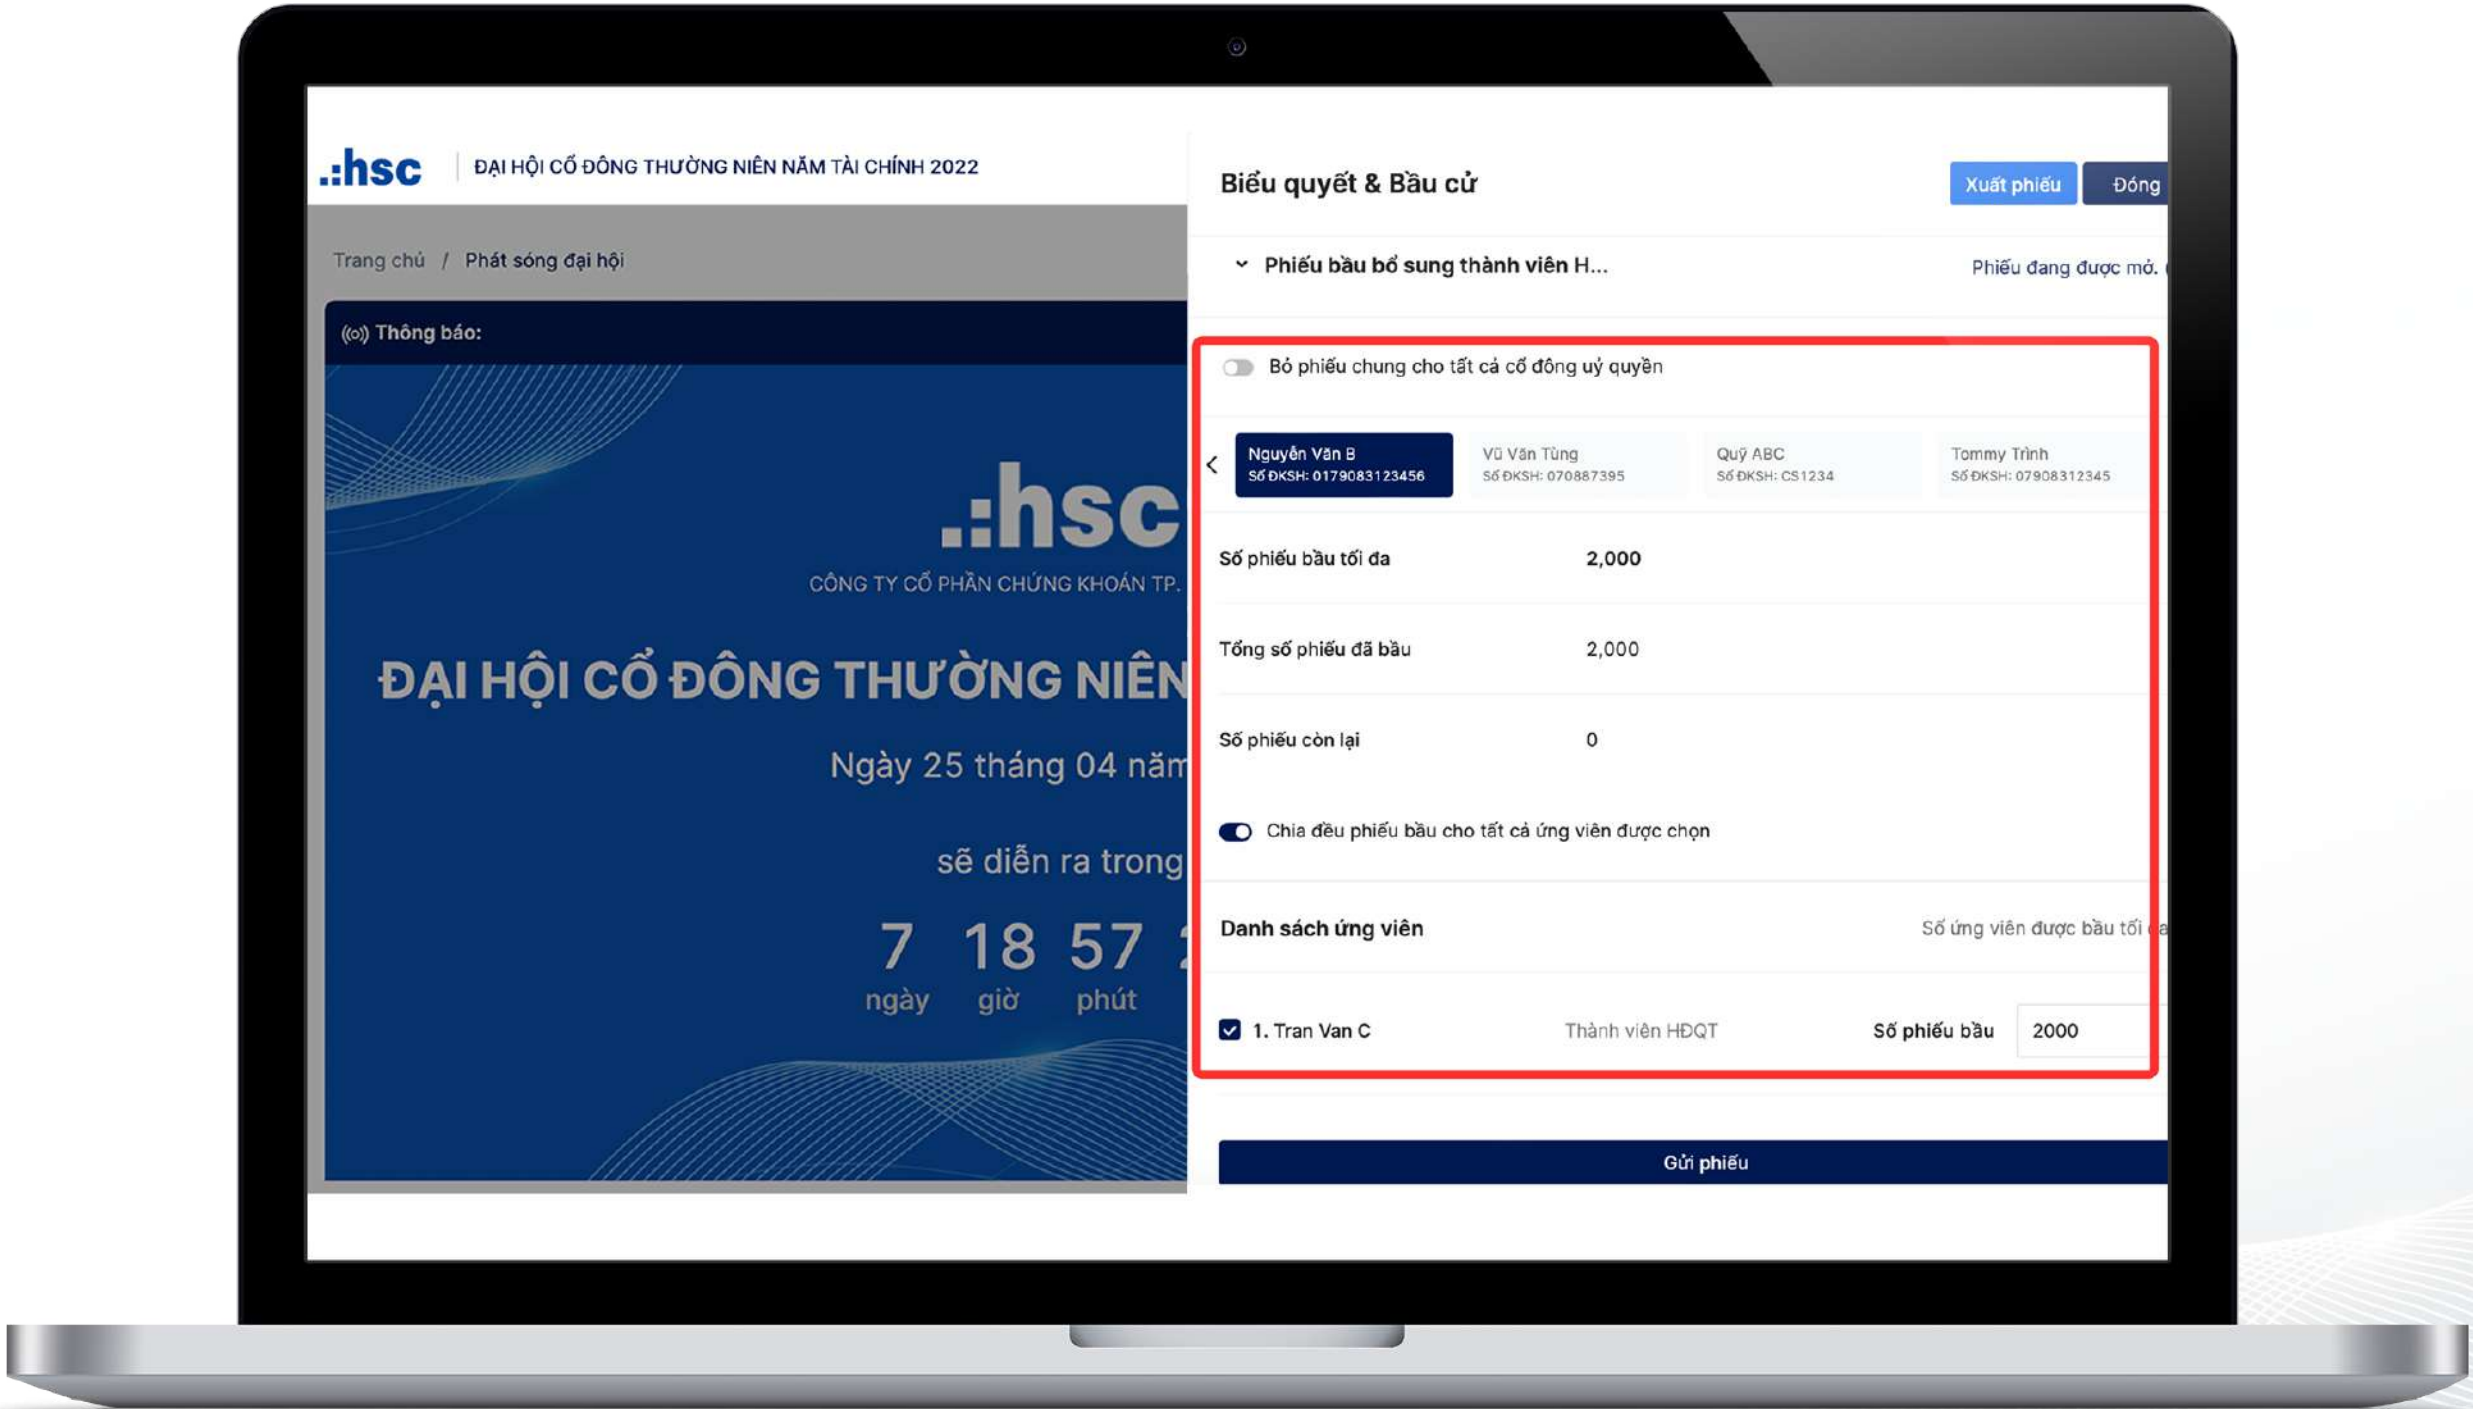 .:hsc
ĐẠI HỘI CỔ ĐÔNG THƯỜNG NIÊN NĂM TÀI CHÍNH 2022
Trang chủ / Phát sóng đại hội
Thông báo:
.:hsc
CÔNG TY CỔ PHẦN CHỨNG KHOÁN TP.
ĐẠI HỘI CỔ ĐÔNG THƯỜNG NIÊN
Ngày 25 tháng 04 năm
sẽ diễn ra trong
7 18 57
ngày giờ phút
Biểu quyết & Bầu cử
Xuất phiếu
Đóng
Phiếu bầu bổ sung thành viên H...
Phiếu đang được mở.
Bỏ phiếu chung cho tất cả cổ đông uỷ quyền
Nguyễn Văn B
Số ĐKSH: 0179083123456
Vũ Văn Tùng
Số ĐKSH: 070887395
Quỹ ABC
Số ĐKSH: CS1234
Tommy Trình
Số ĐKSH: 07908312345
Số phiếu bầu tối đa 2,000
Tổng số phiếu đã bầu 2,000
Số phiếu còn lại 0
Chia đều phiếu bầu cho tất cả ứng viên được chọn
Danh sách ứng viên
Số ứng viên được bầu tối đa
1. Tran Van C Thành viên HĐQT Số phiếu bầu 2000
Gửi phiếu